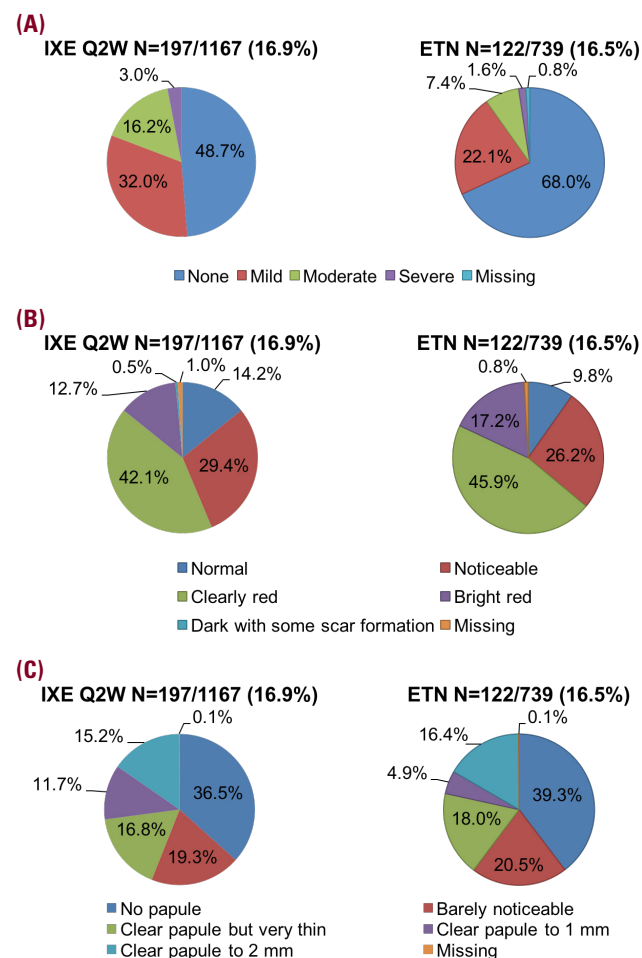 (A)
IXE Q2W N=197/1167 (16.9%)
ETN N=122/739 (16.5%)
3.0%
16.2%
48.7%
32.0%
1.6%
0.8%
7.4%
22.1%
68.0%
None Mild Moderate Severe Missing
(B)
IXE Q2W N=197/1167 (16.9%)
ETN N=122/739 (16.5%)
0.5%
1.0%
12.7%
14.2%
29.4%
42.1%
0.8%
9.8%
17.2%
26.2%
45.9%
Normal Noticeable
Clearly red Bright red
Dark with some scar formation Missing
(C)
IXE Q2W N=197/1167 (16.9%)
ETN N=122/739 (16.5%)
0.1%
15.2%
11.7%
36.5%
16.8%
19.3%
0.1%
16.4%
4.9%
39.3%
18.0%
20.5%
No papule Barely noticeable
Clear papule but very thin Clear papule to 1 mm
Clear papule to 2 mm Missing